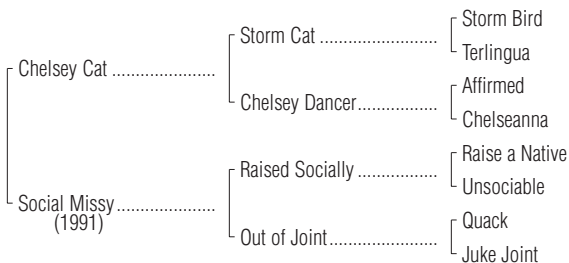 Storm Bird
Storm Cat ........................
Terlingua
Chelsey Cat .....................
Affirmed
Chelsey Dancer................
Chelseanna
Raise a Native
Raised Socially ................
Unsociable
Social Missy....................
(1991)
Quack
Out of Joint......................
Juke Joint